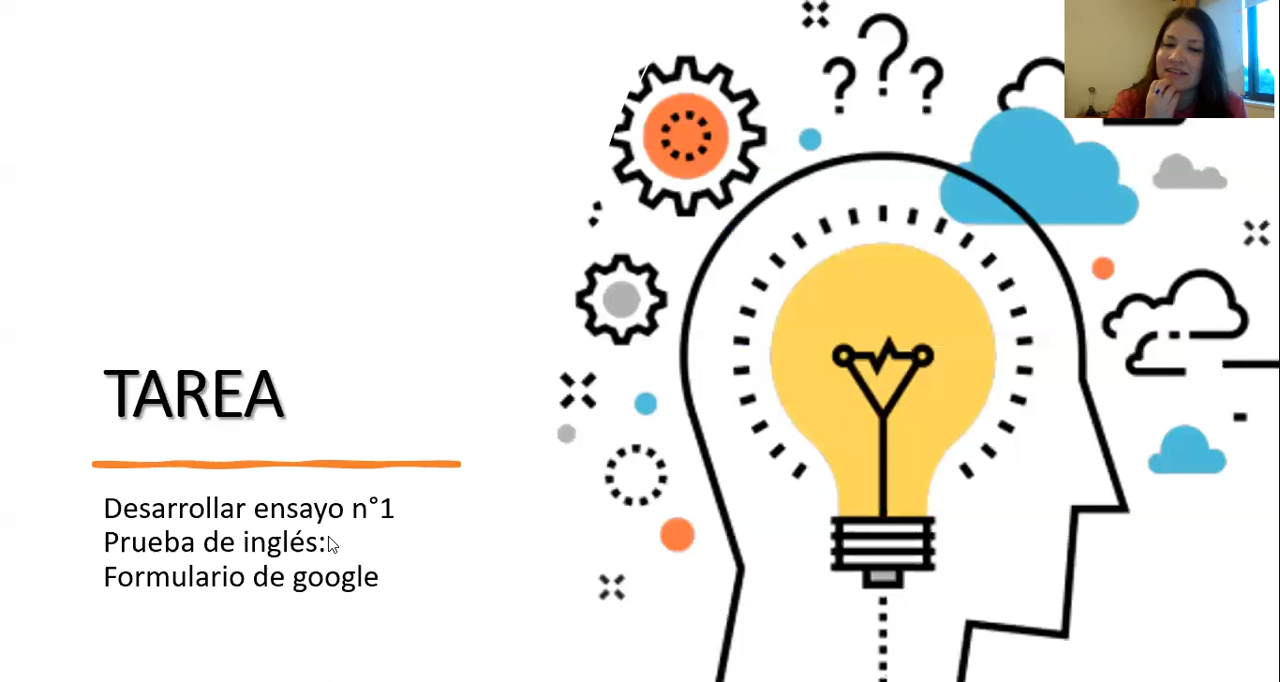 TAREA
Desarrollar ensayo n°1
Prueba de inglés:
Formulario de google